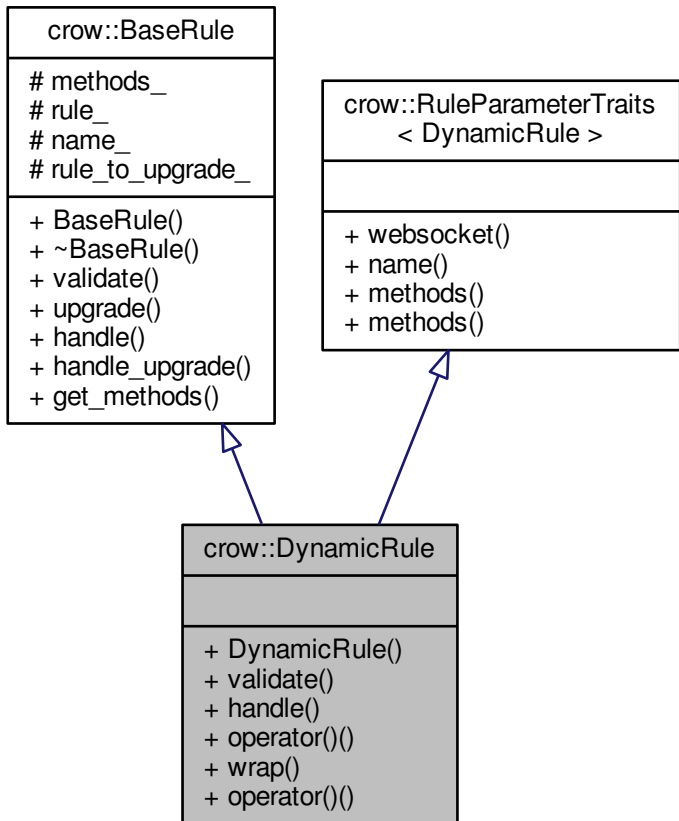 crow::BaseRule
# methods_
# rule_
# name_
# rule_to_upgrade_
+ BaseRule()
+ ~BaseRule()
+ validate()
+ upgrade()
+ handle()
+ handle_upgrade()
+ get_methods()
crow::RuleParameterTraits
< DynamicRule >
+ websocket()
+ name()
+ methods()
+ methods()
crow::DynamicRule
+ DynamicRule()
+ validate()
+ handle()
+ operator()()
+ wrap()
+ operator()()